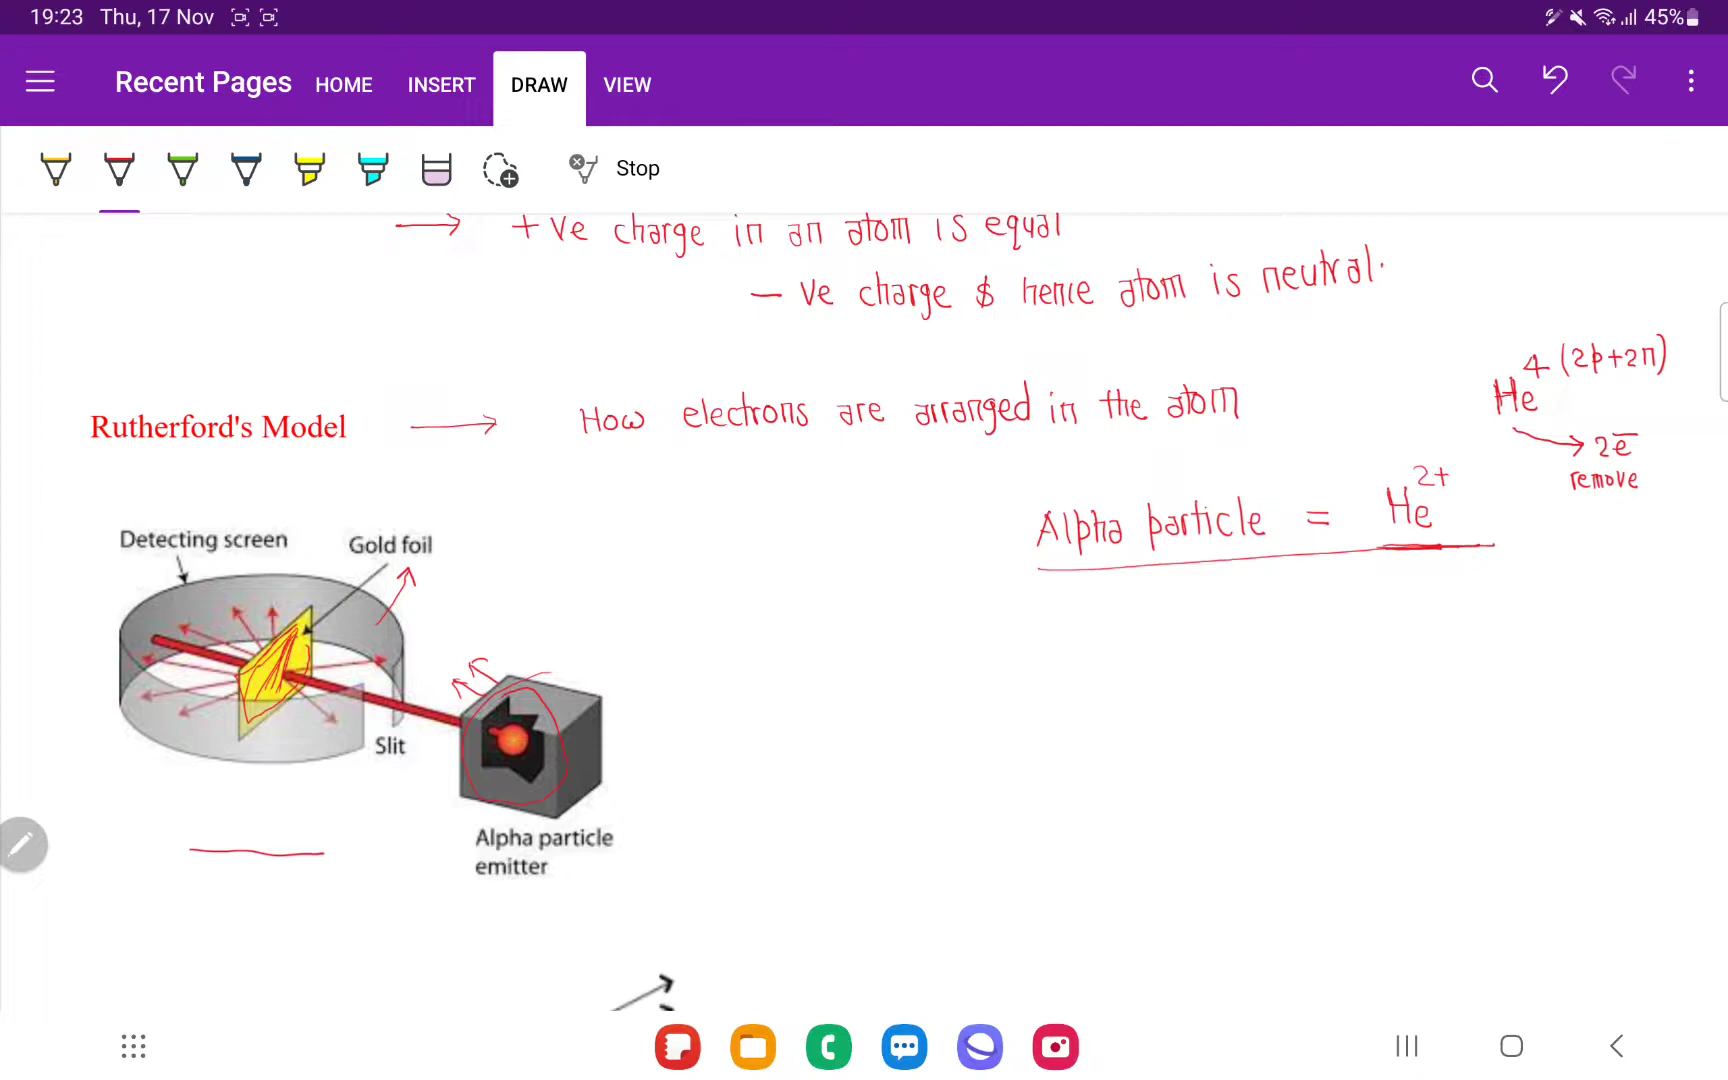 19:23 Thu, 17 Nov 45%
Recent Pages HOME INSERT DRAW VIEW
Stop
→ +ve charge in an atom is equal
- ve charge $ hence atom is neutral.
He 4 (2p+2n)
→ 2e̅
remove
Rutherford's Model → How electrons are arranged in the atom
Alpha particle = He 2+
Detecting screen
Gold foil
Slit
Alpha particle
emitter